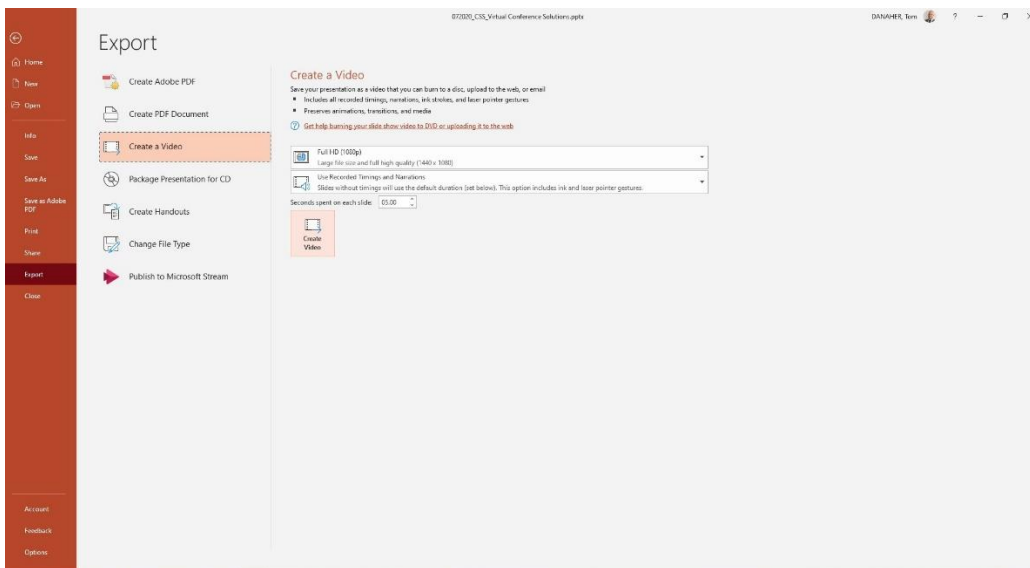 072020_CSS_Virtual Conference Solutions.pptx
DANAHER, Tom
?
Home
New
Open
Info
Save
Save As
Save as Adobe
PDF
Print
Share
Export
Close
Account
Feedback
Options
Export
Create Adobe PDF
Create PDF Document
Create a Video
Package Presentation for CD
Create Handouts
Change File Type
Publish to Microsoft Stream
Create a Video
Save your presentation as a video that you can burn to a disc, upload to the web, or email
Includes all recorded timings, narrations, ink strokes, and laser pointer gestures
Preserves animations, transitions, and media
? Get help burning your slide show video to DVD or uploading it to the web
Full HD (1080p)
Large file size and full high quality (1440 x 1080)
Use Recorded Timings and Narrations
Slides without timings will use the default duration (set below). This option includes ink and laser pointer gestures.
Seconds spent on each slide: 05.00
Create
Video